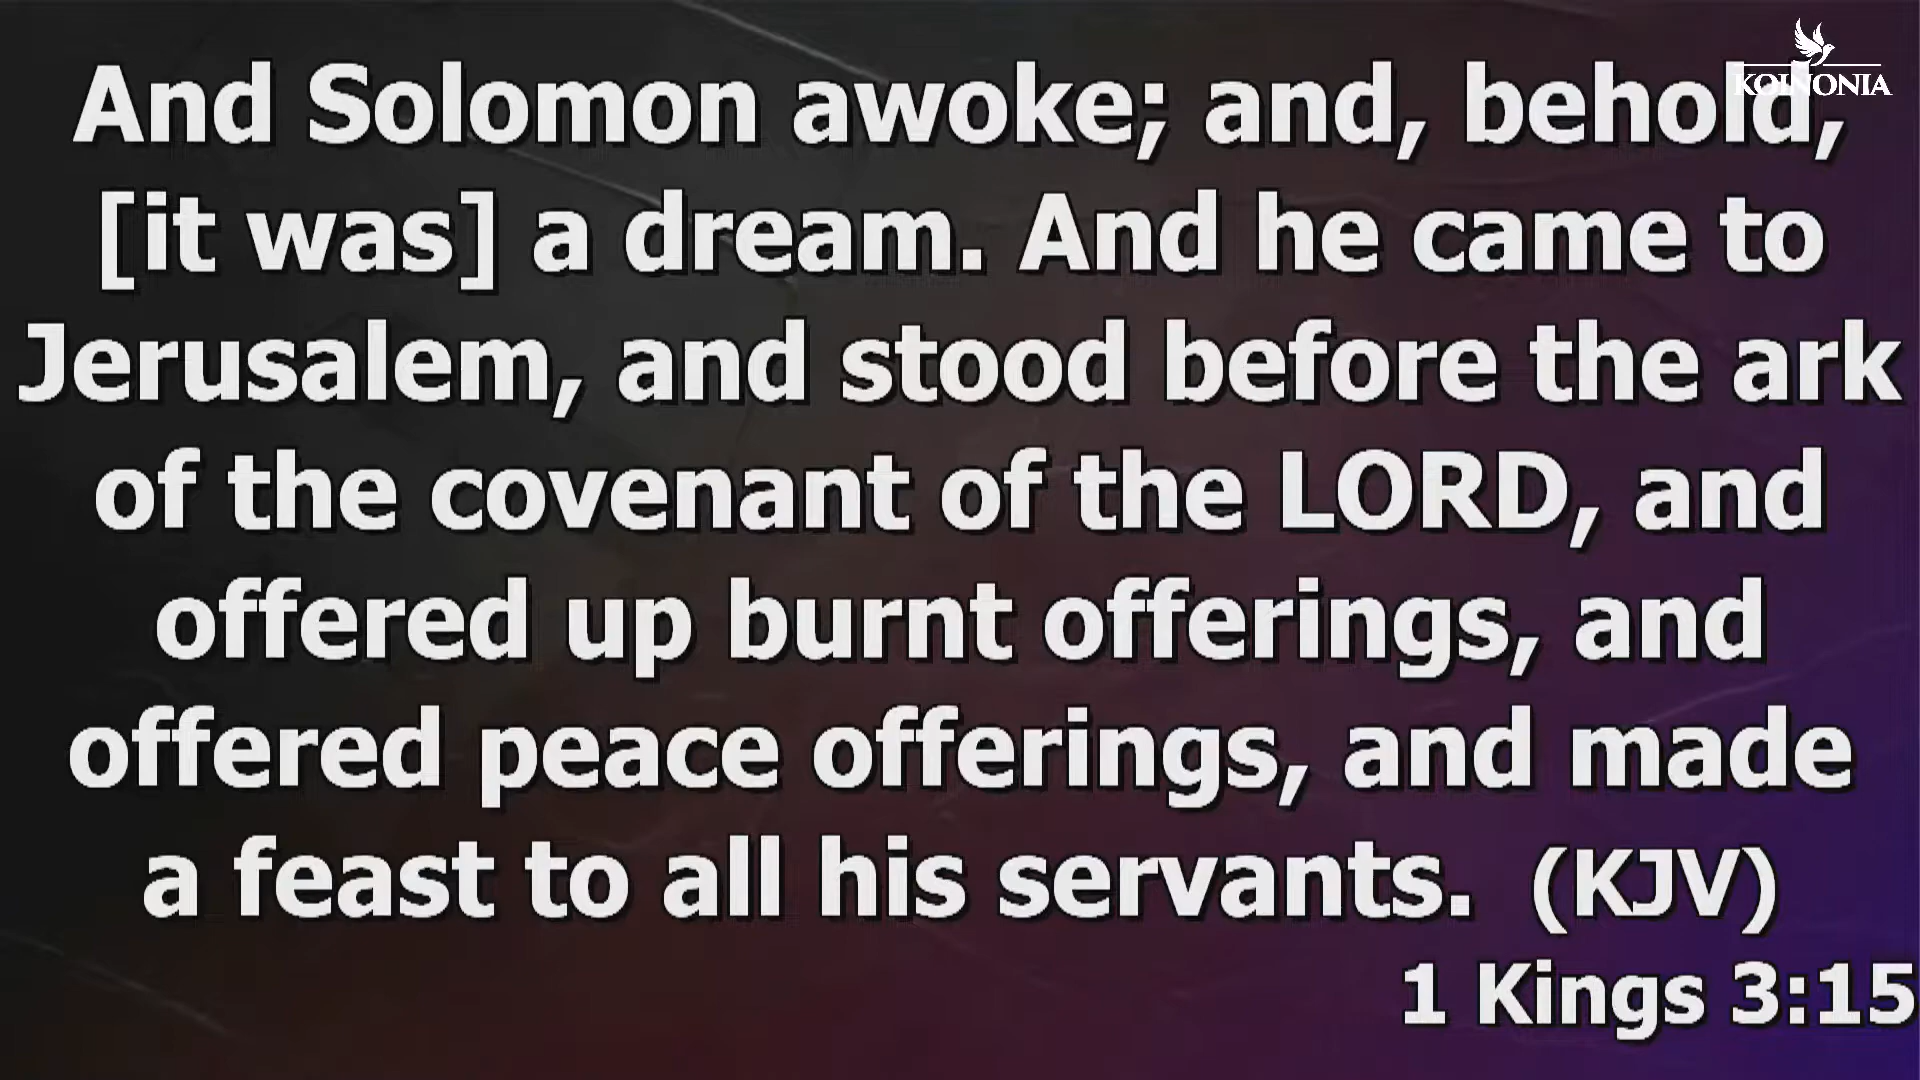 KOINONIA
And Solomon awoke; and, behold,
[it was] a dream. And he came to
Jerusalem, and stood before the ark
of the covenant of the LORD, and
offered up burnt offerings, and
offered peace offerings, and made
a feast to all his servants. (KJV)
1 Kings 3:15